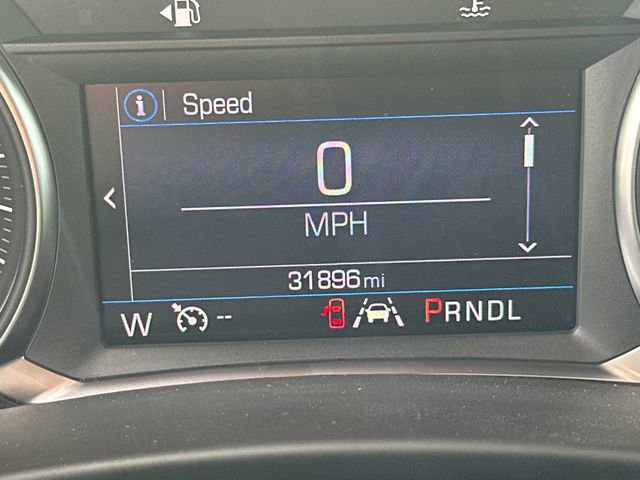 i Speed
0
MPH
31896 mi
W -- PRNDL